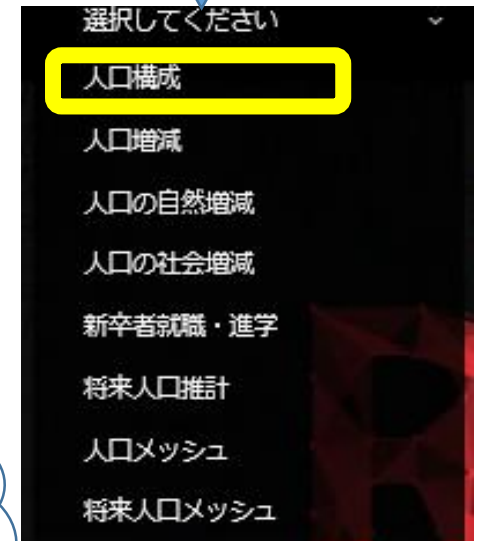 選択してください
人口構成
人口増減
人口の自然増減
人口の社会増減
新卒者就職・進学
将来人口推計
人口メッシュ
将来人口メッシュ